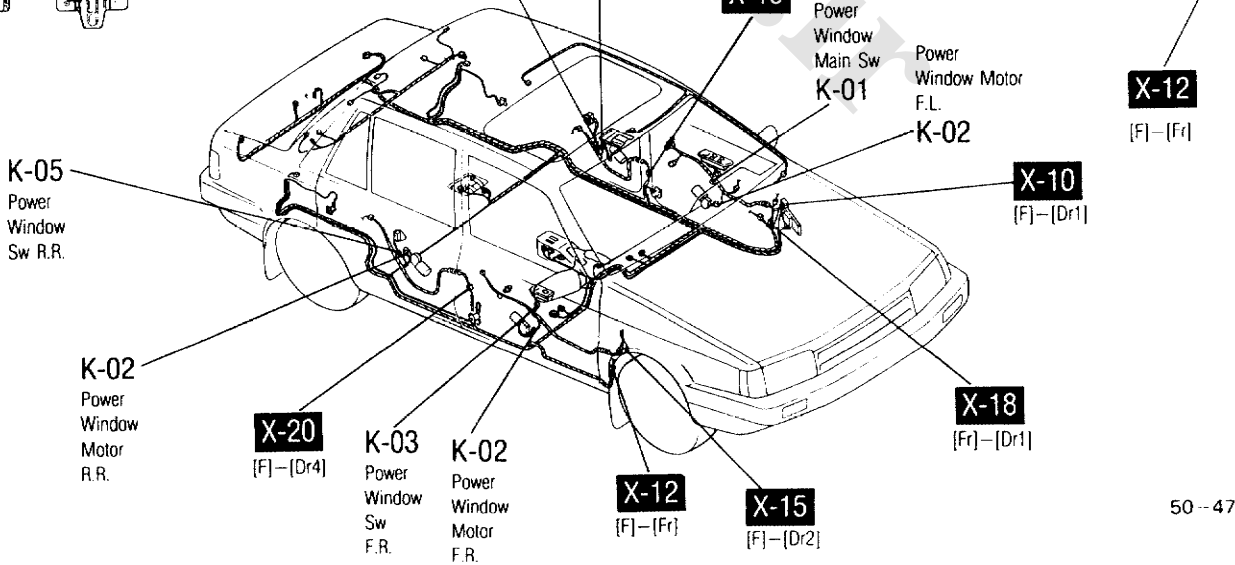 Power
Window
Main Sw
K-01
Power
Window Motor
F.L.
K-02
X-12
[F]–[Fr]
X-10
[F]–[Dr1]
K-05
Power
Window
Sw R.R.
K-02
Power
Window
Motor
R.R.
X-20
[F]–[Dr4]
K-03
Power
Window
Sw
F.R.
K-02
Power
Window
Motor
F.R.
X-12
[F]–[Fr]
X-15
[F]–[Dr2]
X-18
[Fr]–[Dr1]
50--47